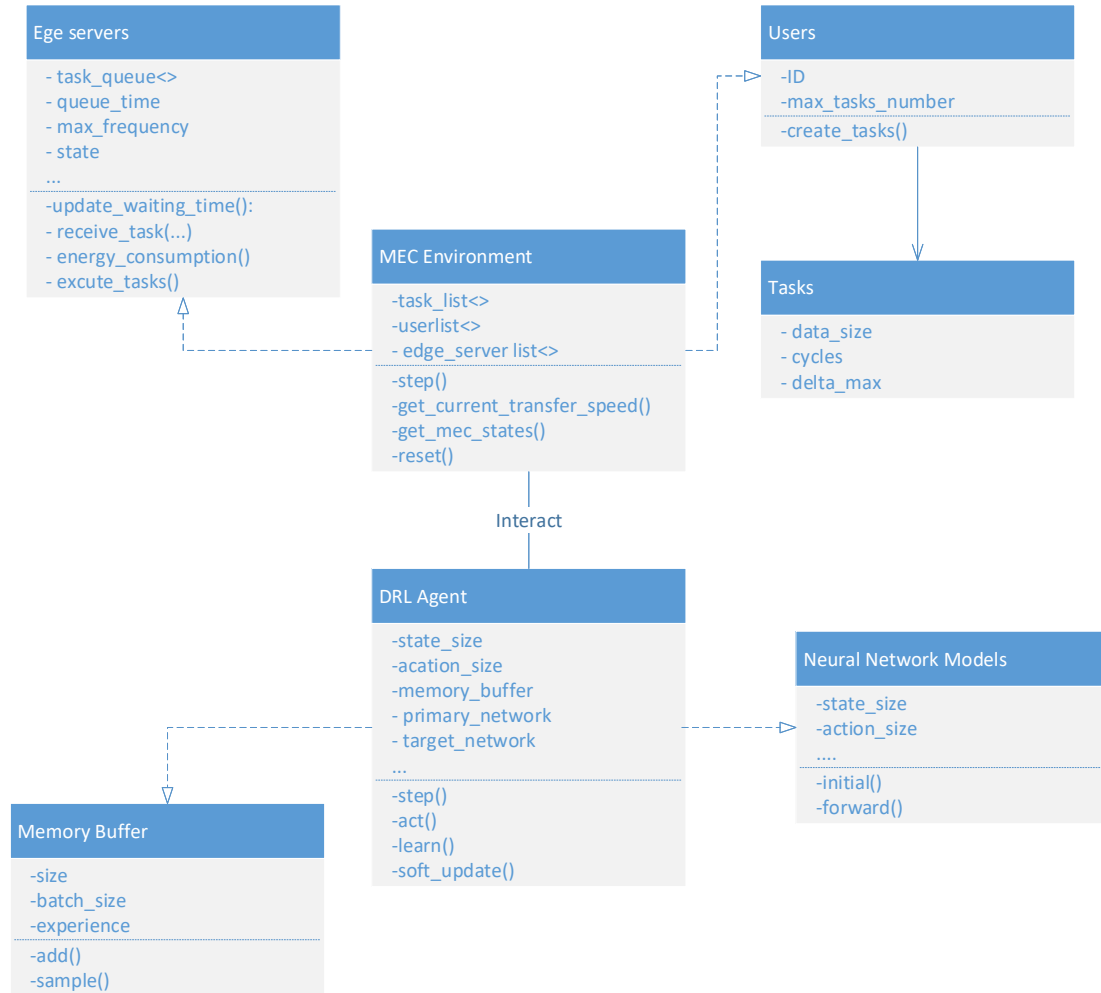 Ege servers
- task_queue<>
- queue_time
- max_frequency
- state
...
-update_waiting_time():
- receive_task(...)
- energy_consumption()
- excute_tasks()
Users
-ID
-max_tasks_number
-create_tasks()
MEC Environment
-task_list<>
-userlist<>
- edge_server list<>
-step()
-get_current_transfer_speed()
-get_mec_states()
-reset()
Tasks
- data_size
- cycles
- delta_max
Interact
DRL Agent
-state_size
-acation_size
-memory_buffer
- primary_network
- target_network
...
-step()
-act()
-learn()
-soft_update()
Neural Network Models
-state_size
-action_size
....
-initial()
-forward()
Memory Buffer
-size
-batch_size
-experience
-add()
-sample()